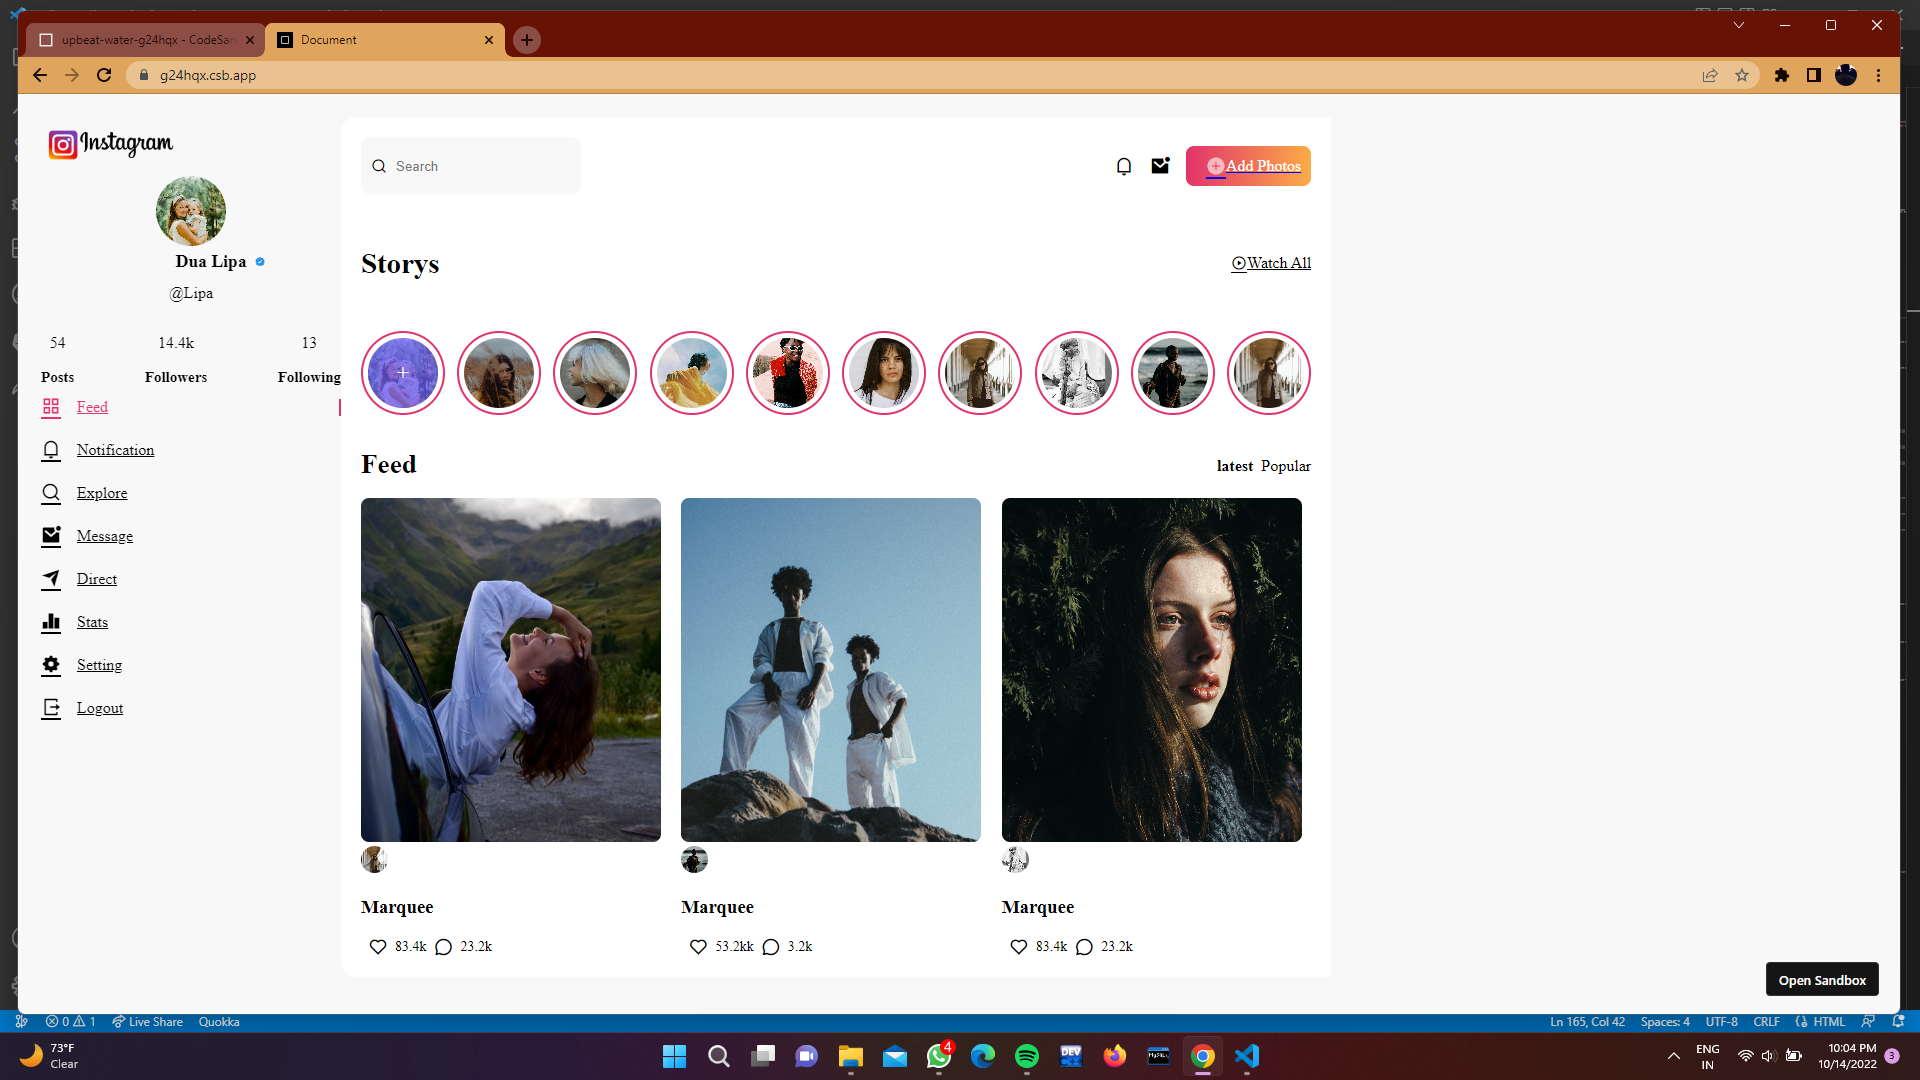 upbeat-water-g24hqx - CodeSan
Document
g24hqx.csb.app
Instagram
Search
Add Photos
Dua Lipa
@Lipa
54 14.4k 13
Posts Followers Following
Feed
Notification
Explore
Message
Direct
Stats
Setting
Logout
Storys
Watch All
Feed
latest Popular
Marquee
83.4k 23.2k
Marquee
53.2kk 3.2k
Marquee
83.4k 23.2k
Open Sandbox
0 1 Live Share Quokka
Ln 165, Col 42 Spaces: 4 UTF-8 CRLF HTML
73°F
Clear
4
DEV
MySQL
ENG
IN
10:04 PM
10/14/2022
3